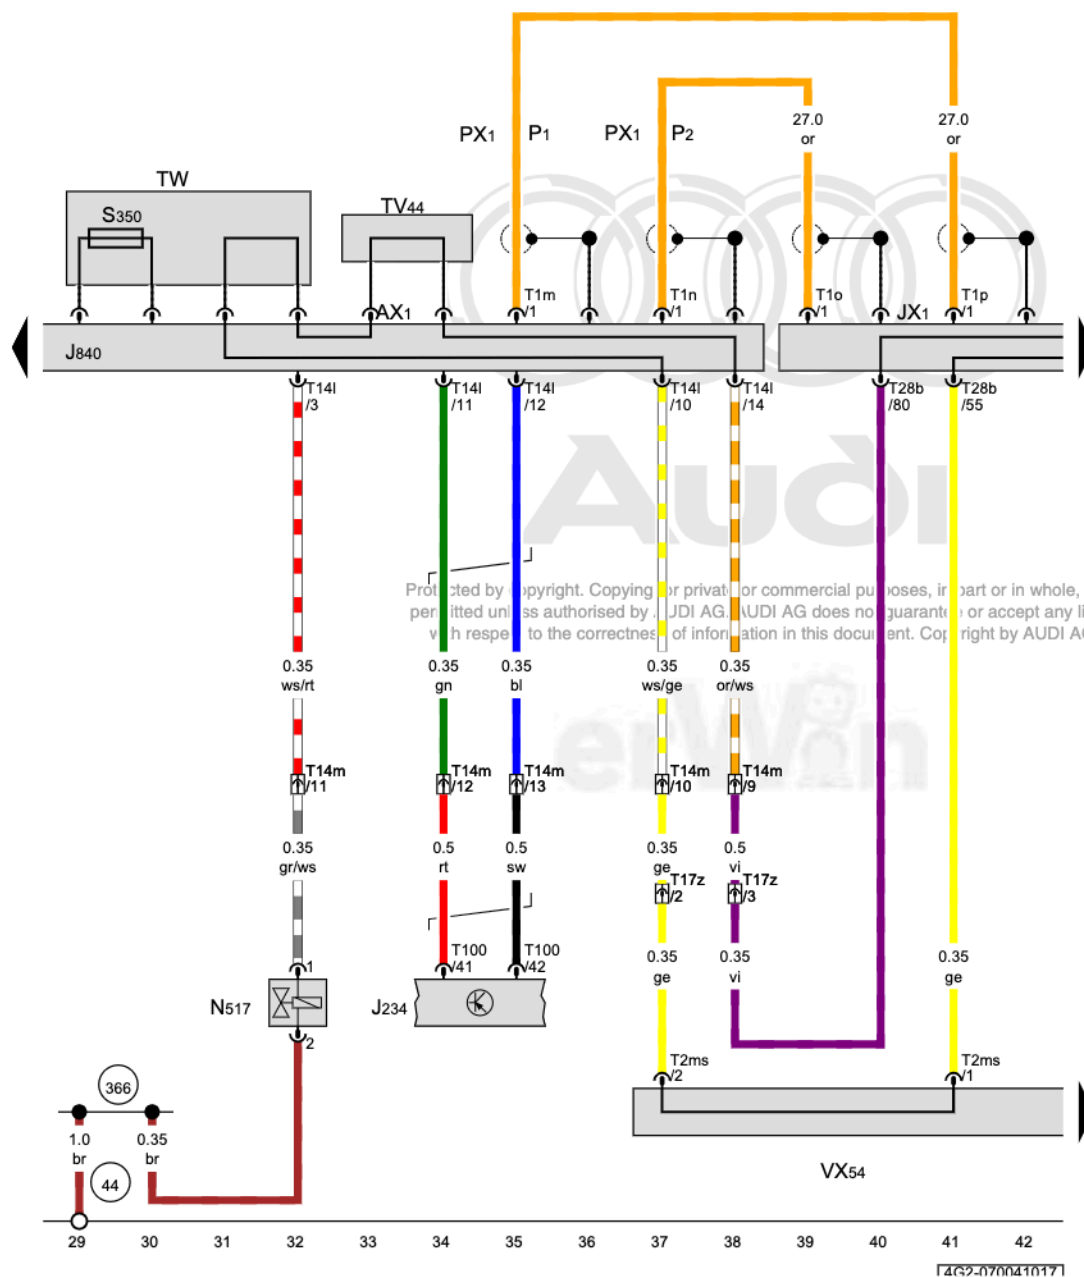 27.0
or
27.0
or
PX1
P1
PX1
P2
TW
S350
TV44
T1m
/1
T1n
/1
T1o
/1
T1p
/1
AX1
JX1
J840
T14l
/3
T14l
/11
T14l
/12
T14l
/10
T14l
/14
T28b
/80
T28b
/55
Audi
0.35
ws/rt
0.35
gn
0.35
bl
0.35
ws/ge
0.35
or/ws
erWin
T14m
/11
T14m
/12
T14m
/13
T14m
/10
T14m
/9
0.35
gr/ws
0.5
rt
0.5
sw
0.35
ge
0.5
vi
T17z
/2
T17z
/3
T100
/41
T100
/42
0.35
ge
0.35
vi
0.35
ge
1
N517
J234
2
T2ms
/2
T2ms
/1
366
1.0
br
0.35
br
44
VX54
29 30 31 32 33 34 35 36 37 38 39 40 41 42
4G2-070041017